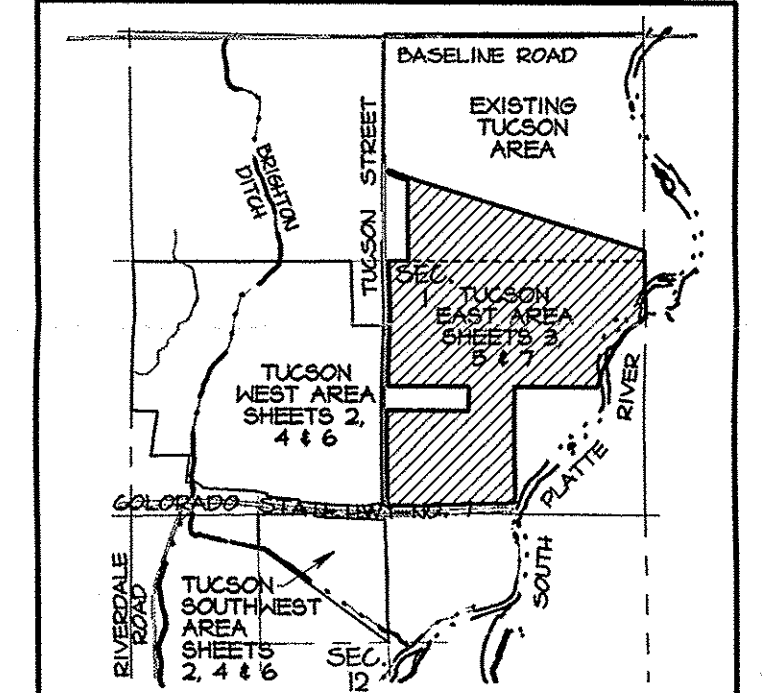 BASELINE ROAD
EXISTING
TUCSON
AREA
TUCSON STREET
BRIGHTON
DITCH
SEC.
1
TUCSON
EAST AREA
SHEETS 3,
5 & 7
TUCSON
WEST AREA
SHEETS 2,
4 & 6
RIVER
PLATTE
SOUTH
COLORADO STATE HWY NO. 7
RIVERDALE
ROAD
TUCSON
SOUTHWEST
AREA
SHEETS
2, 4 & 6
SEC.
12